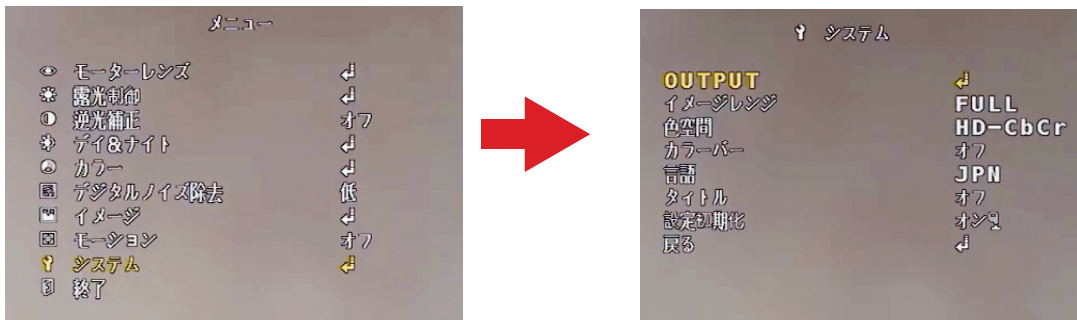 メニュー
モーターレンズ
露光制御
逆光補正 オフ
デイ&ナイト
カラー
デジタルノイズ除去 低
イメージ
モーション オフ
システム
終了
システム
OUTPUT
イメージレンジ FULL
色空間 HD-CbCr
カラーバー オフ
言語 JPN
タイトル オフ
設定初期化 オン
戻る